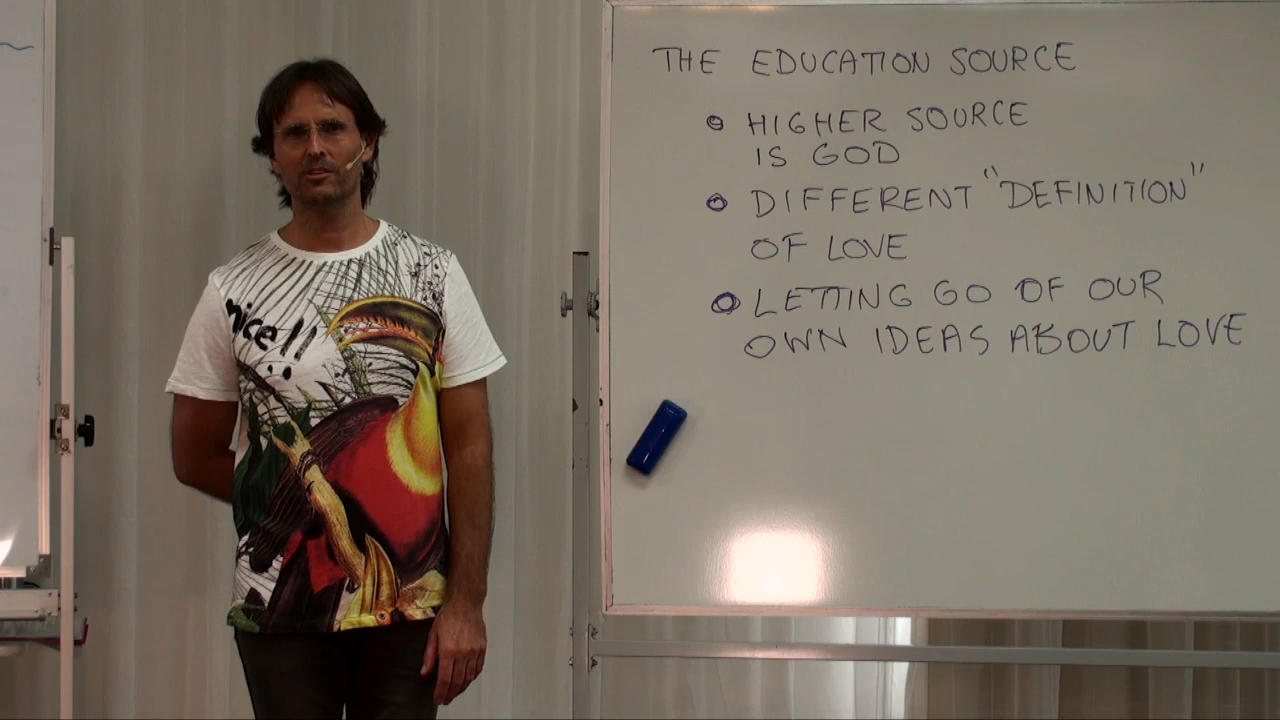 THE EDUCATION SOURCE
HIGHER SOURCE
IS GOD
DIFFERENT "DEFINITION"
OF LOVE
LETTING GO OF OUR
OWN IDEAS ABOUT LOVE
nice!!